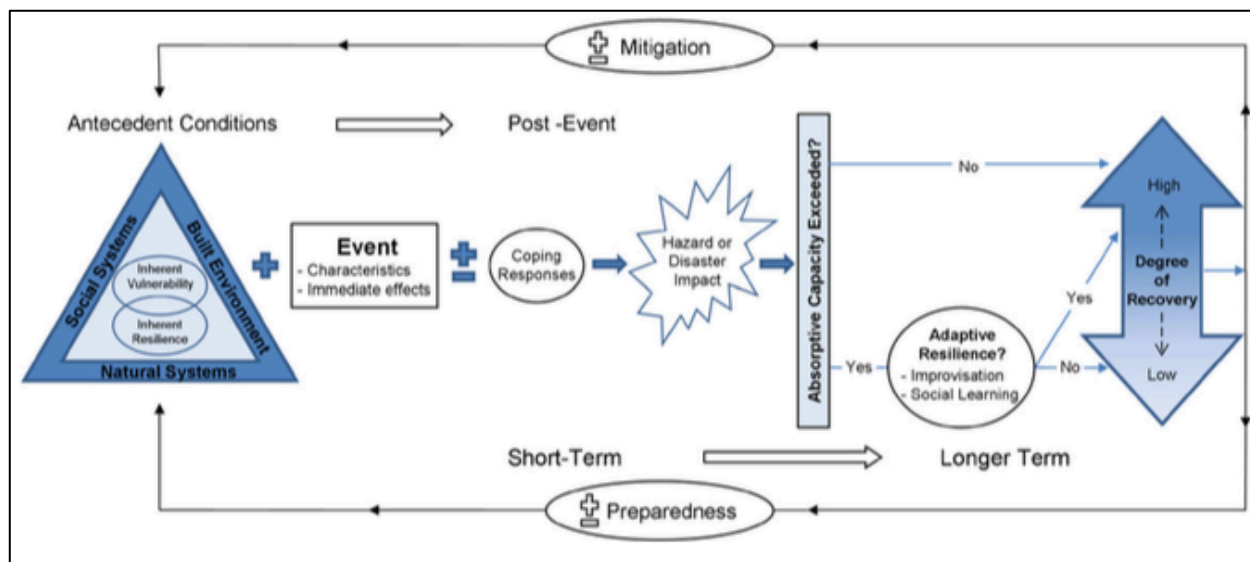 ± Mitigation
Antecedent Conditions
Post -Event
Social Systems
Built Environment
Natural Systems
Inherent
Vulnerability
Inherent
Resilience
+
Event
- Characteristics
- Immediate effects
±
Coping
Responses
Hazard or
Disaster
Impact
Absorptive Capacity Exceeded?
No
Yes
Adaptive
Resilience?
- Improvisation
- Social Learning
Yes
No
High
Degree
of
Recovery
Low
Short-Term
Longer Term
± Preparedness